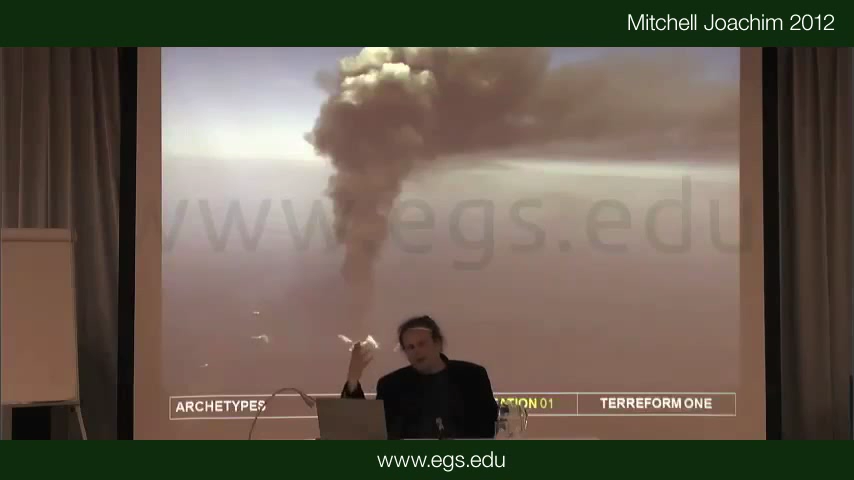 Mitchell Joachim 2012
www.egs.edu
ARCHETYPES
ATION 01
TERREFORM ONE
www.egs.edu